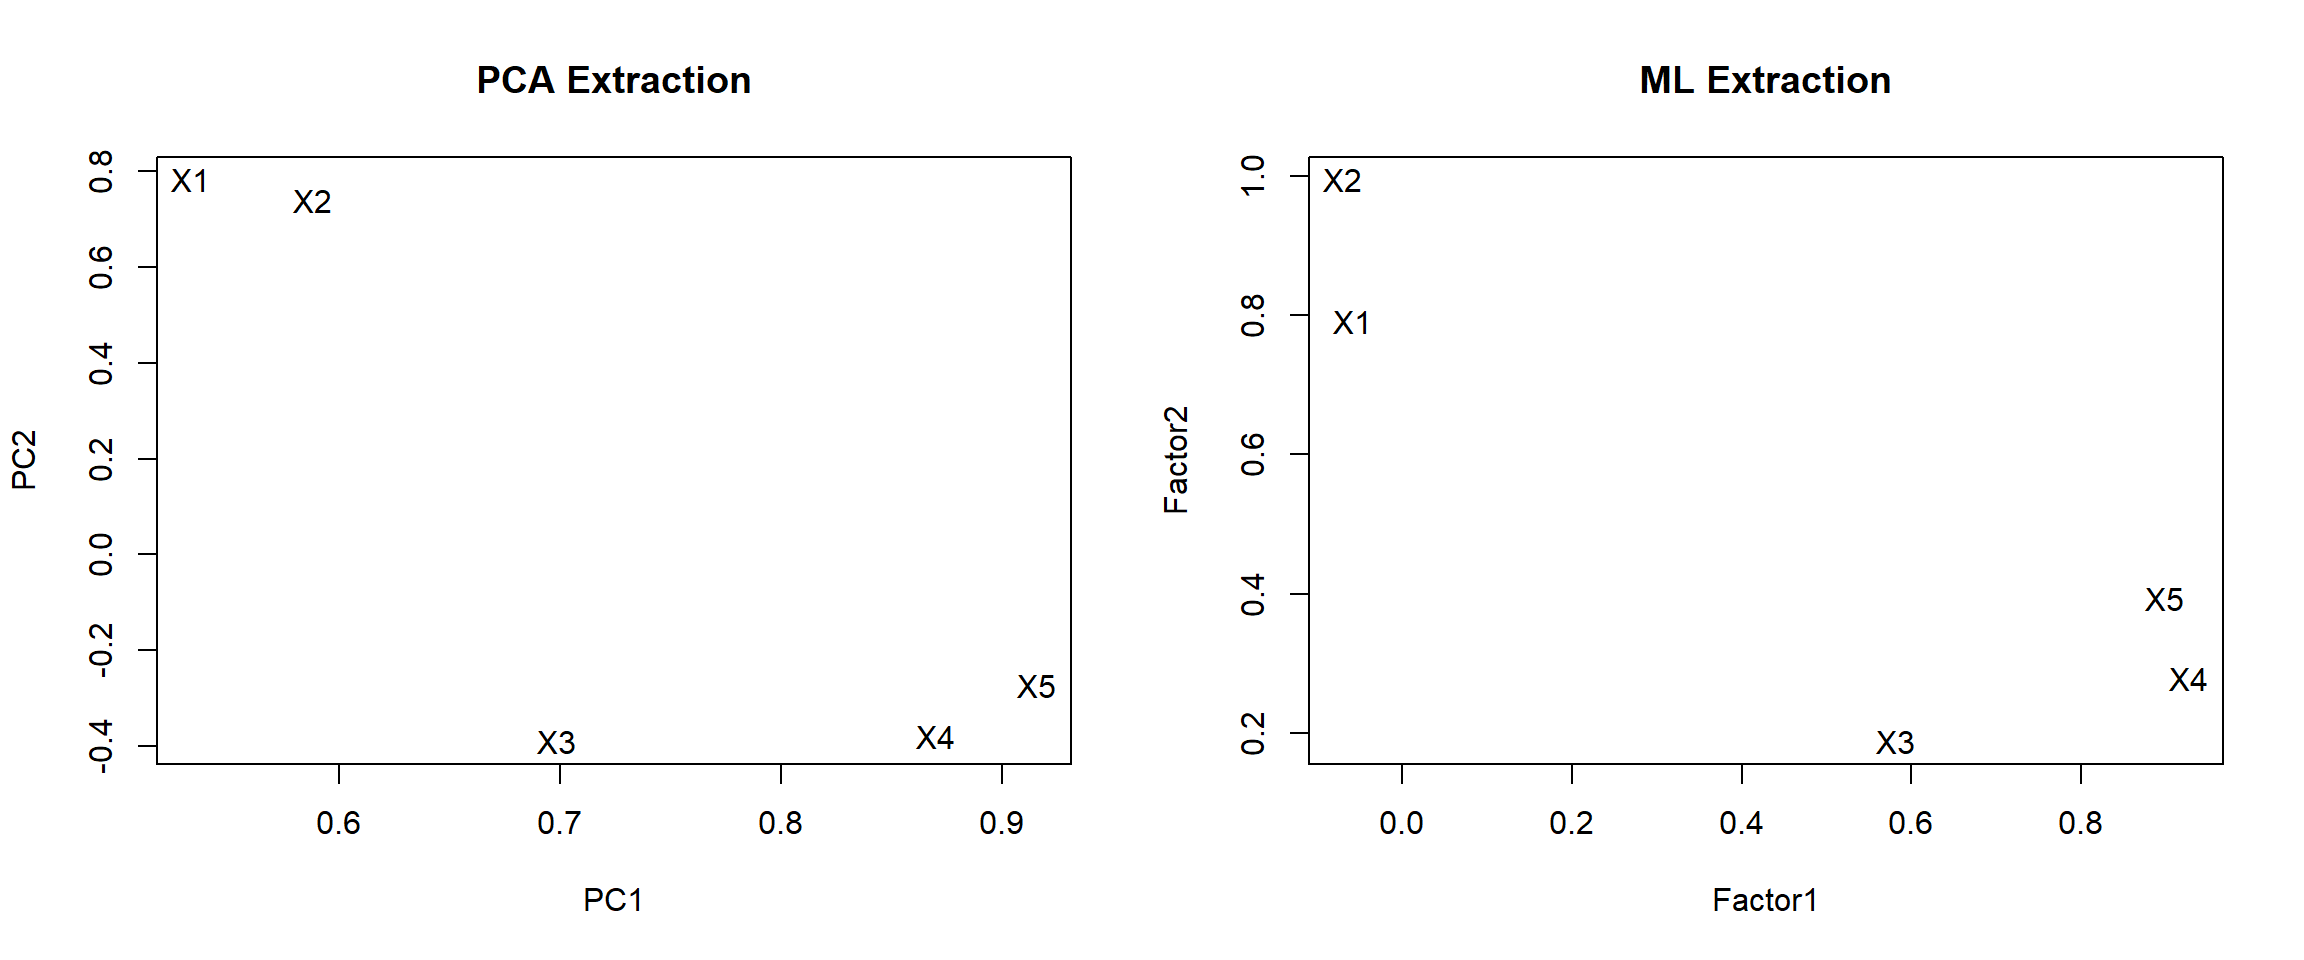 PCA Extraction
0.8
0.6
0.4
0.2
0.0
-0.2
-0.4
PC2
X1
X2
X3
X4
X5
0.6 0.7 0.8 0.9
PC1
ML Extraction
1.0
0.8
0.6
0.4
0.2
Factor2
X2
X1
X5
X4
X3
0.0 0.2 0.4 0.6 0.8
Factor1